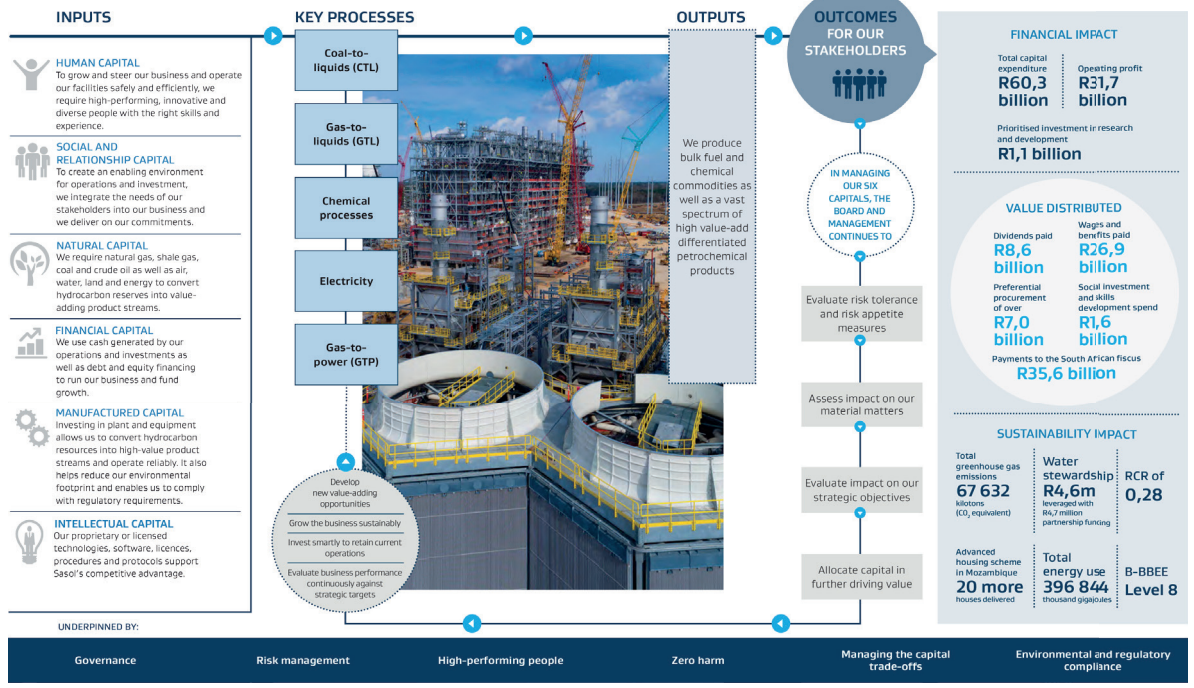 INPUTS
HUMAN CAPITAL
To grow and steer our business and operate
our facilities safely and efficiently, we
require high-performing, innovative and
diverse people with the right skills and
experience.
SOCIAL AND
RELATIONSHIP CAPITAL
To create an enabling environment
for operations and investment,
we integrate the needs of our
stakeholders into our business and
we deliver on our commitments.
NATURAL CAPITAL
We require natural gas, shale gas,
coal and crude oil as well as air,
water, land and energy to convert
hydrocarbon reserves into value-
adding product streams.
FINANCIAL CAPITAL
We use cash generated by our
operations and investments as
well as debt and equity financing
to run our business and fund
growth.
MANUFACTURED CAPITAL
Investing in plant and equipment
allows us to convert hydrocarbon
resources into high-value product
streams and operate reliably. It also
helps reduce our environmental
footprint and enables us to comply
with regulatory requirements.
INTELLECTUAL CAPITAL
Our proprietary or licensed
technologies, software, licences,
procedures and protocols support
Sasol's competitive advantage.
KEY PROCESSES
Coal-to-
liquids (CTL)
Gas-to-
liquids (GTL)
Chemical
processes
Electricity
Gas-to-
power (GTP)
Develop
new value-adding
opportunities
Grow the business sustainably
Invest smartly to retain current
operations
Evaluate business performance
continuously against
strategic targets
OUTPUTS
We produce
bulk fuel and
chemical
commodities as
well as a vast
spectrum of
high value-add
differentiated
petrochemical
products
OUTCOMES
FOR OUR
STAKEHOLDERS
IN MANAGING
OUR SIX
CAPITALS, THE
BOARD AND
MANAGEMENT
CONTINUES TO
Evaluate risk tolerance
and risk appetite
measures
Assess impact on our
material matters
Evaluate impact on our
strategic objectives
Allocate capital in
further driving value
FINANCIAL IMPACT
Total capital
expenditure
R60,3
billion
Operating profit
R31,7
billion
Prioritised investment in research
and development
R1,1 billion
VALUE DISTRIBUTED
Dividends paid
R8,6
billion
Wages and
benefits paid
R26,9
billion
Preferential
procurement
of over
R7,0
billion
Social investment
and skills
development spend
R1,6
billion
Payments to the South African fiscus
R35,6 billion
SUSTAINABILITY IMPACT
Total
greenhouse gas
emissions
67 632
kilotons
(CO₂ equivalent)
Water
stewardship
R4,6m
leveraged with
R4,7 million
partnership funding
RCR of
0,28
Advanced
housing scheme
in Mozambique
20 more
houses delivered
Total
energy use
396 844
thousand gigajoules
B-BBEE
Level 8
UNDERPINNED BY:
Governance
Risk management
High-performing people
Zero harm
Managing the capital
trade-offs
Environmental and regulatory
compliance